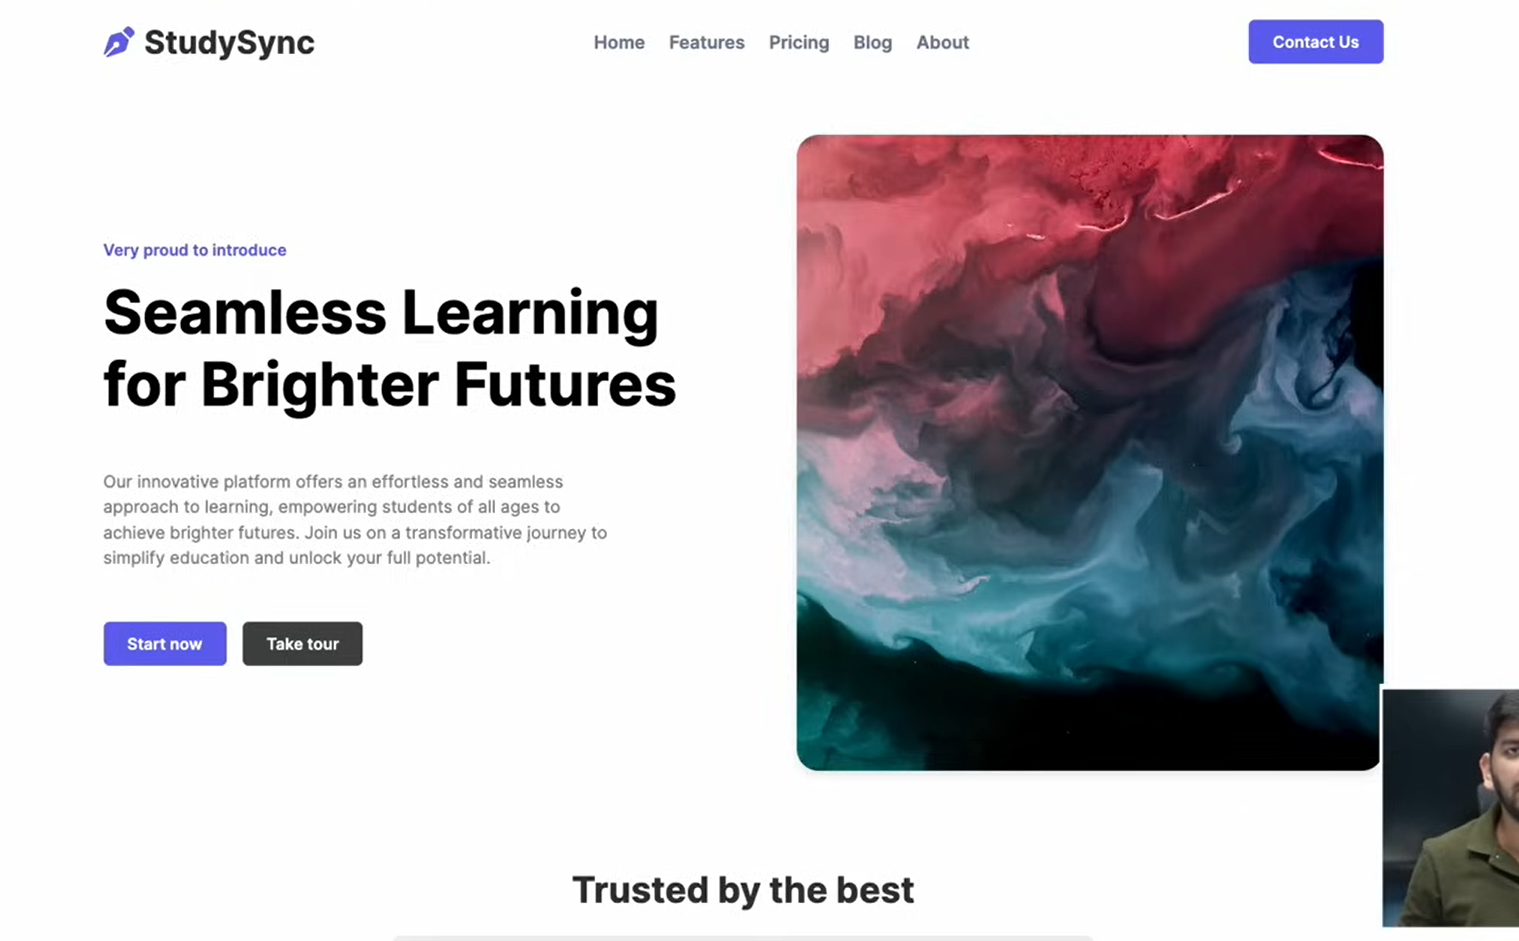 StudySync
Home Features Pricing Blog About
Contact Us
Very proud to introduce
Seamless Learning
for Brighter Futures
Our innovative platform offers an effortless and seamless
approach to learning, empowering students of all ages to
achieve brighter futures. Join us on a transformative journey to
simplify education and unlock your full potential.
Start now Take tour
Trusted by the best